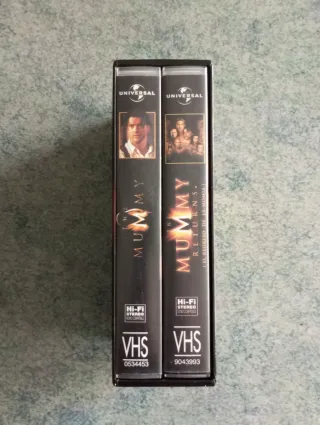 UNIVERSAL
THE
MUMMY
Hi-Fi
STEREO
VHS
0534453
UNIVERSAL
THE
MUMMY
RETURNS
Hi-Fi
STEREO
VHS
9043993